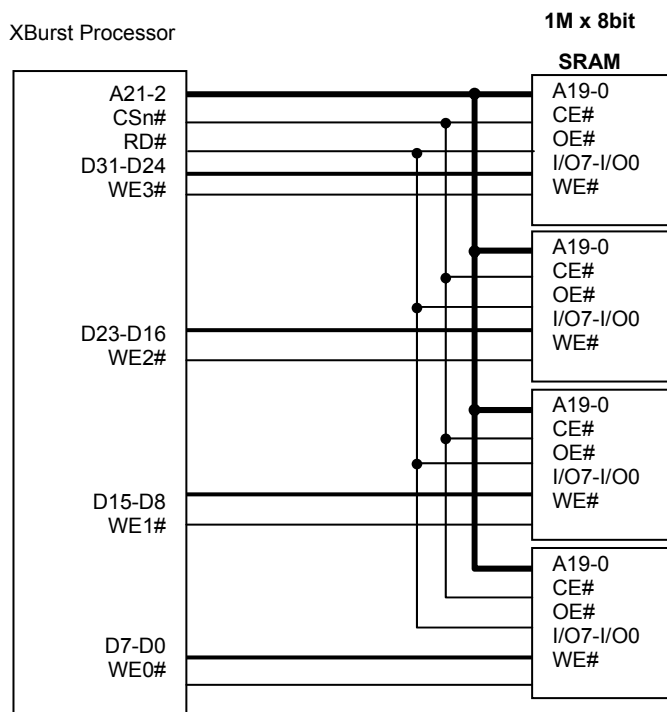 XBurst Processor
1M x 8bit
SRAM
A21-2
CSn#
RD#
D31-D24
WE3#
D23-D16
WE2#
D15-D8
WE1#
D7-D0
WE0#
A19-0
CE#
OE#
I/O7-I/O0
WE#
A19-0
CE#
OE#
I/O7-I/O0
WE#
A19-0
CE#
OE#
I/O7-I/O0
WE#
A19-0
CE#
OE#
I/O7-I/O0
WE#